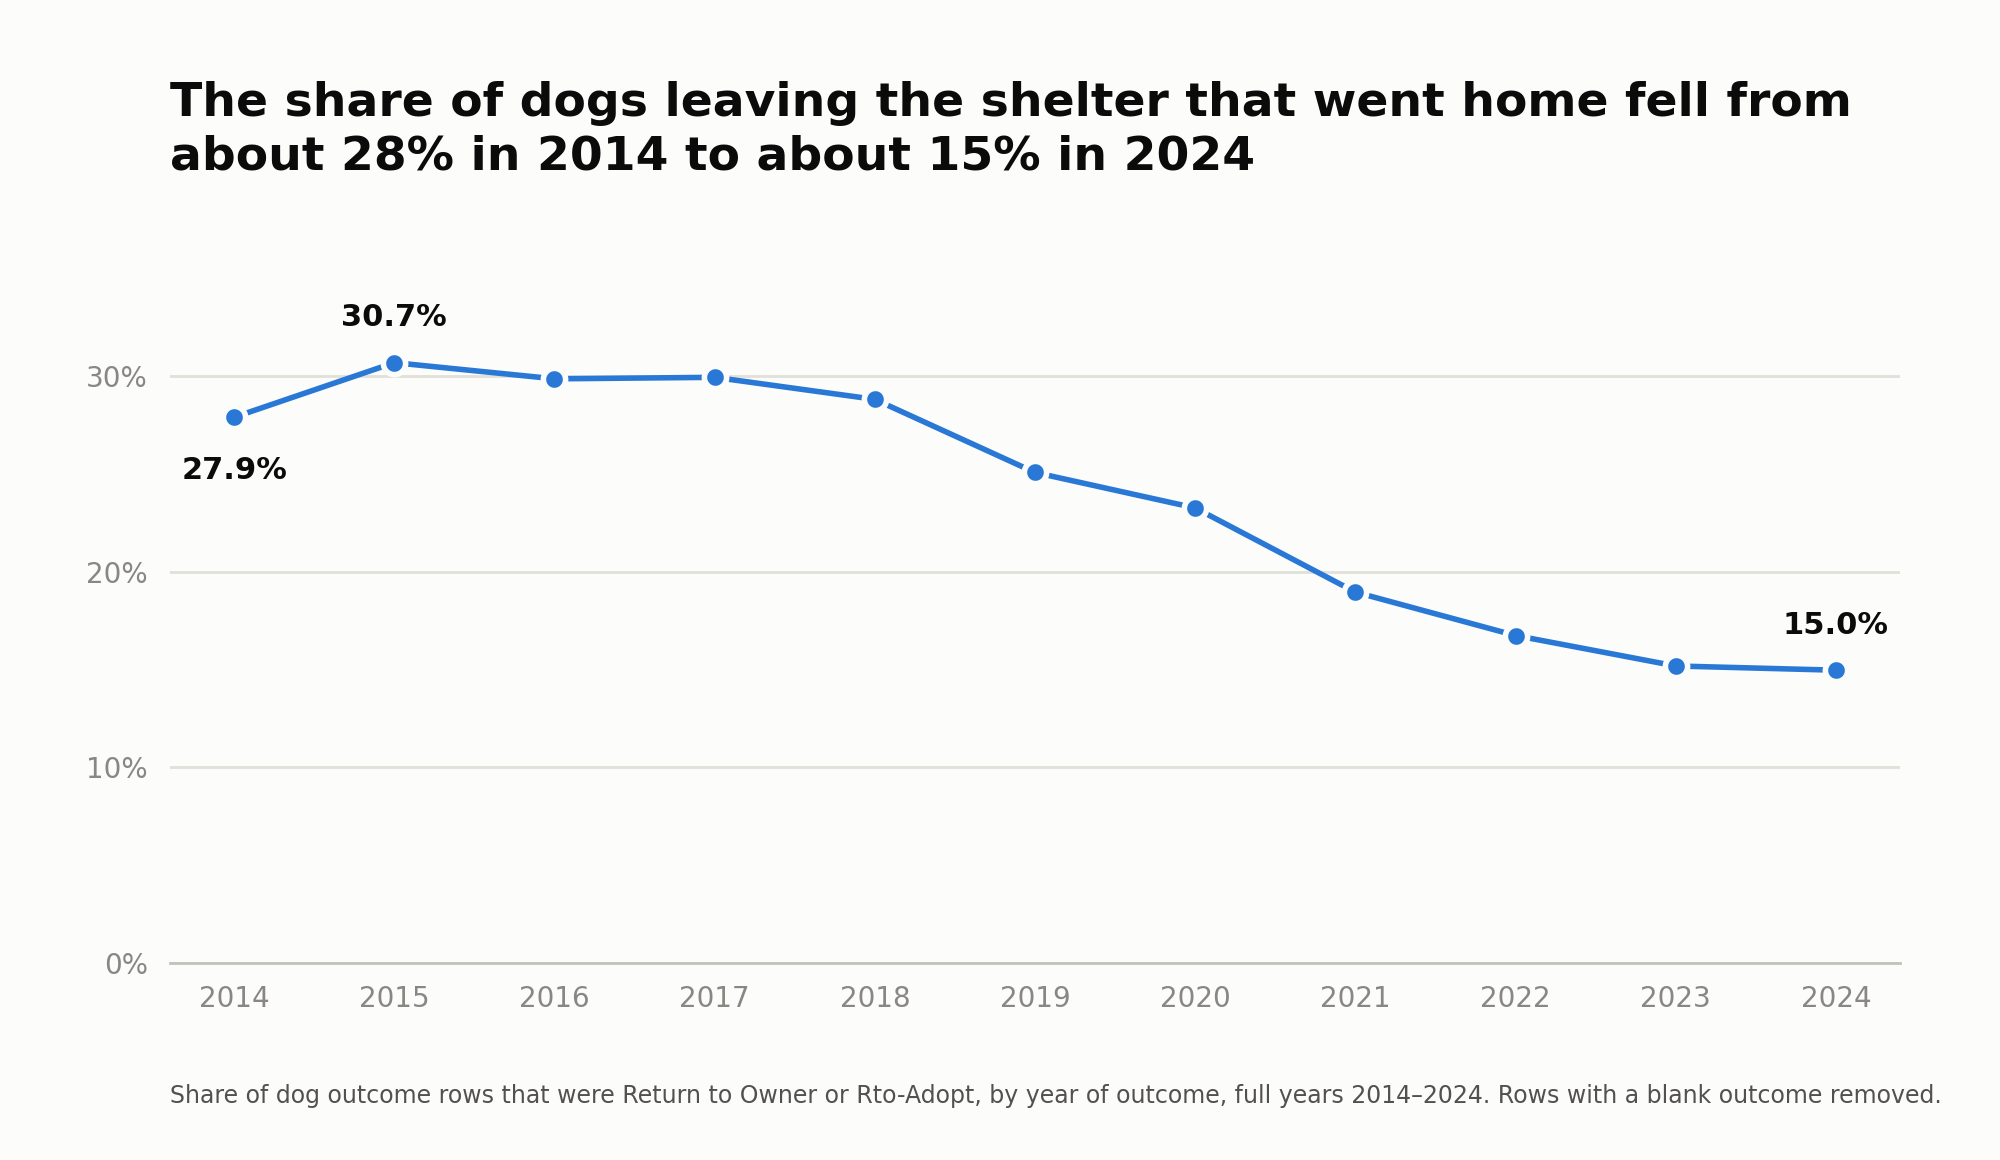 The share of dogs leaving the shelter that went home fell from
about 28% in 2014 to about 15% in 2024
30.7%
30%
27.9%
20%
15.0%
10%
0%
2014 2015 2016 2017 2018 2019 2020 2021 2022 2023 2024
Share of dog outcome rows that were Return to Owner or Rto-Adopt, by year of outcome, full years 2014–2024. Rows with a blank outcome removed.